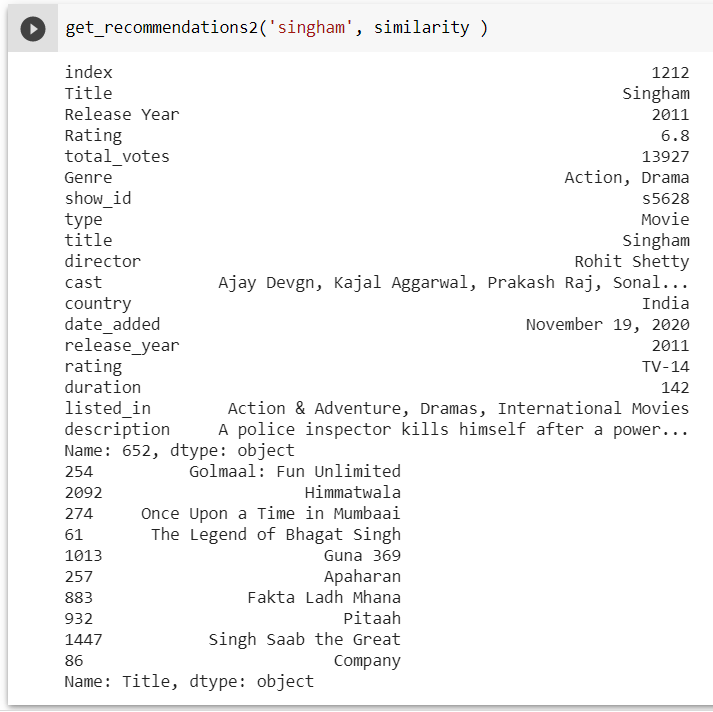 get_recommendations2('singham', similarity )
index 1212
Title Singham
Release Year 2011
Rating 6.8
total_votes 13927
Genre Action, Drama
show_id s5628
type Movie
title Singham
director Rohit Shetty
cast Ajay Devgn, Kajal Aggarwal, Prakash Raj, Sonal...
country India
date_added November 19, 2020
release_year 2011
rating TV-14
duration 142
listed_in Action & Adventure, Dramas, International Movies
description A police inspector kills himself after a power...
Name: 652, dtype: object
254 Golmaal: Fun Unlimited
2092 Himmatwala
274 Once Upon a Time in Mumbaai
61 The Legend of Bhagat Singh
1013 Guna 369
257 Apaharan
883 Fakta Ladh Mhana
932 Pitaah
1447 Singh Saab the Great
86 Company
Name: Title, dtype: object